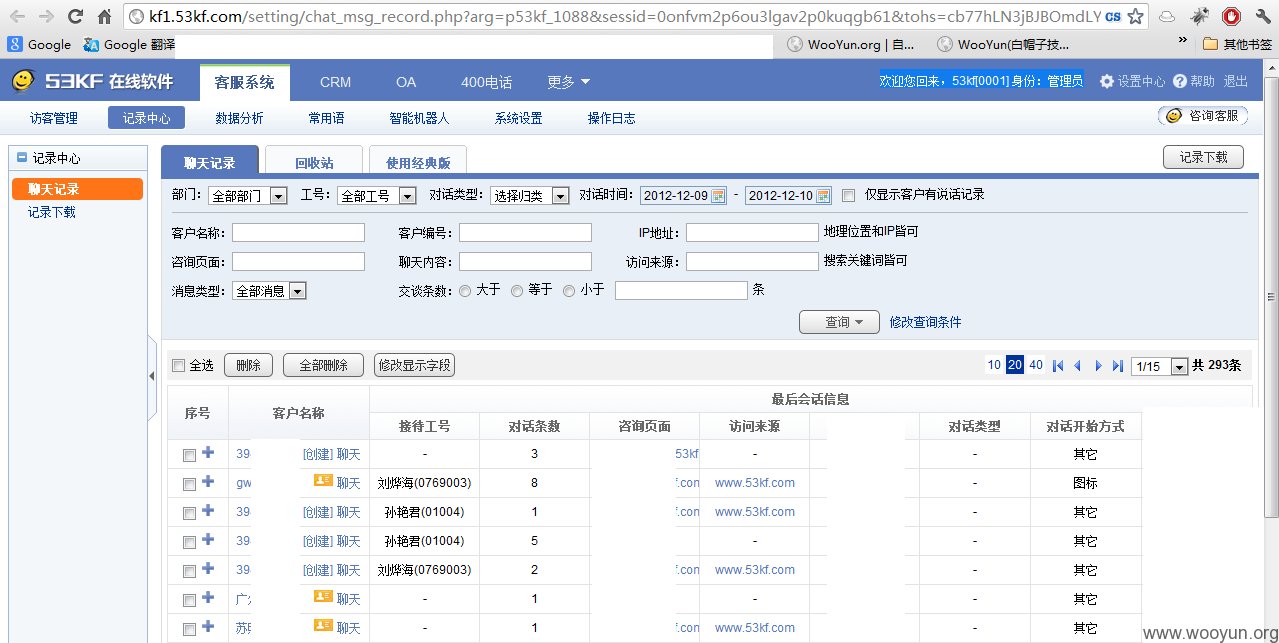 kf1.53kf.com/setting/chat_msg_record.php?arg=p53kf_1088&sessid=0onfvm2p6ou3lgav2p0kuqgb61&tohs=cb77hLN3jBJBOmdLY CS
Google Google 翻译 WooYun.org | 自... WooYun(白帽子技... » 其他书签
53KF 在线软件 客服系统 CRM OA 400电话 更多 欢迎您回来，53kf[0001] 身份：管理员 设置中心 帮助 退出
访客管理 记录中心 数据分析 常用语 智能机器人 系统设置 操作日志 咨询客服
记录中心 聊天记录 回收站 使用经典版 记录下载
聊天记录
记录下载
部门: 全部部门 工号: 全部工号 对话类型: 选择归类 对话时间: 2012-12-09 - 2012-12-10 仅显示客户有说话记录
客户名称: 客户编号: IP地址: 地理位置和IP皆可
咨询页面: 聊天内容: 访问来源: 搜索关键词皆可
消息类型: 全部消息 交谈条数: 大于 等于 小于 条
查询 修改查询条件
全选 删除 全部删除 修改显示字段 10 20 40 1/15 共 293条
序号 客户名称 最后会话信息
接待工号 对话条数 咨询页面 访问来源 对话类型 对话开始方式
39 [创建] 聊天 - 3 53kf - - 其它
gw 聊天 刘烨海(0769003) 8 f.con www.53kf.com - 图标
39 [创建] 聊天 孙艳君(01004) 1 f.con www.53kf.com - 其它
39 [创建] 聊天 孙艳君(01004) 5 - - 其它
39 [创建] 聊天 刘烨海(0769003) 2 f.con www.53kf.com - 其它
广 聊天 - 1 - 其它
苏 聊天 - 1 f.con www.53kf.com - 其它
www.wooyun.org